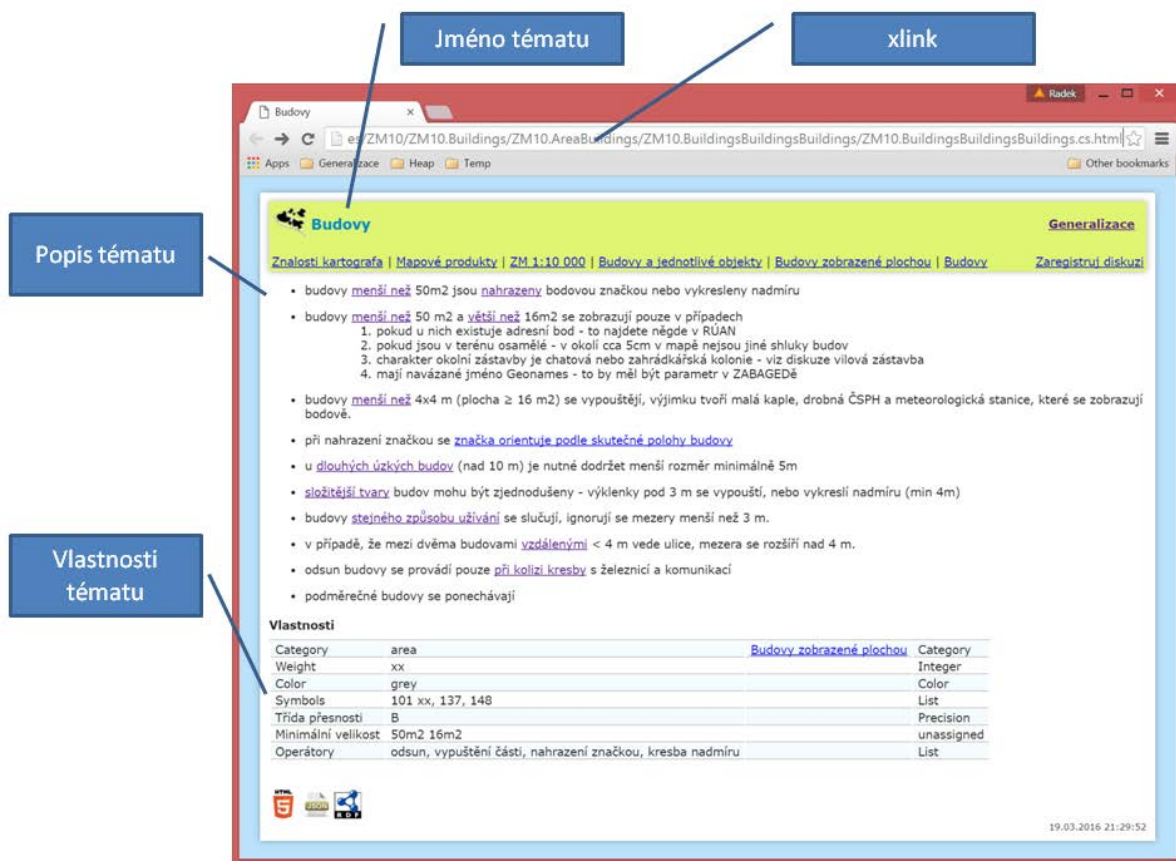 Jméno tématu
xlink
Radek
Budovy
es/ZM10/ZM10.Buildings/ZM10.AreaBuildings/ZM10.BuildingsBuildingsBuildings/ZM10.BuildingsBuildingsBuildings.cs.html
Apps Generalizace Heap Temp Other bookmarks
Popis tématu
Budovy Generalizace
Znalosti kartografa | Mapové produkty | ZM 1:10 000 | Budovy a jednotlivé objekty | Budovy zobrazené plochou | Budovy Zaregistruj diskuzi
• budovy menší než 50m2 jsou nahrazeny bodovou značkou nebo vykresleny nadmíru
• budovy menší než 50 m2 a větší než 16m2 se zobrazují pouze v případech
1. pokud u nich existuje adresní bod - to najdete něgde v RÚAN
2. pokud jsou v terénu osamělé - v okolí cca 5cm v mapě nejsou jiné shluky budov
3. charakter okolní zástavby je chatová nebo zahrádkářská kolonie - viz diskuze vilová zástavba
4. mají navázané jméno Geonames - to by měl být parametr v ZABAGEDě
• budovy menší než 4x4 m (plocha ≥ 16 m2) se vypouštějí, výjimku tvoří malá kaple, drobná ČSPH a meteorologická stanice, které se zobrazují
bodově.
• při nahrazení značkou se značka orientuje podle skutečné polohy budovy
• u dlouhých úzkých budov (nad 10 m) je nutné dodržet menší rozměr minimálně 5m
• složitější tvary budov mohu být zjednodušeny - výklenky pod 3 m se vypouští, nebo vykreslí nadmíru (min 4m)
• budovy stejného způsobu užívání se slučují, ignorují se mezery menší než 3 m.
• v případě, že mezi dvěma budovami vzdálenými < 4 m vede ulice, mezera se rozšíří nad 4 m.
• odsun budovy se provádí pouze při kolizi kresby s železnicí a komunikací
• podměrečné budovy se ponechávají
Vlastnosti
tématu
Vlastnosti
Category area Budovy zobrazené plochou Category
Weight xx Integer
Color grey Color
Symbols 101 xx, 137, 148 List
Třída přesnosti B Precision
Minimální velikost 50m2 16m2 unassigned
Operátory odsun, vypuštění části, nahrazení značkou, kresba nadmíru List
HTML 5 JSON RDF
19.03.2016 21:29:52